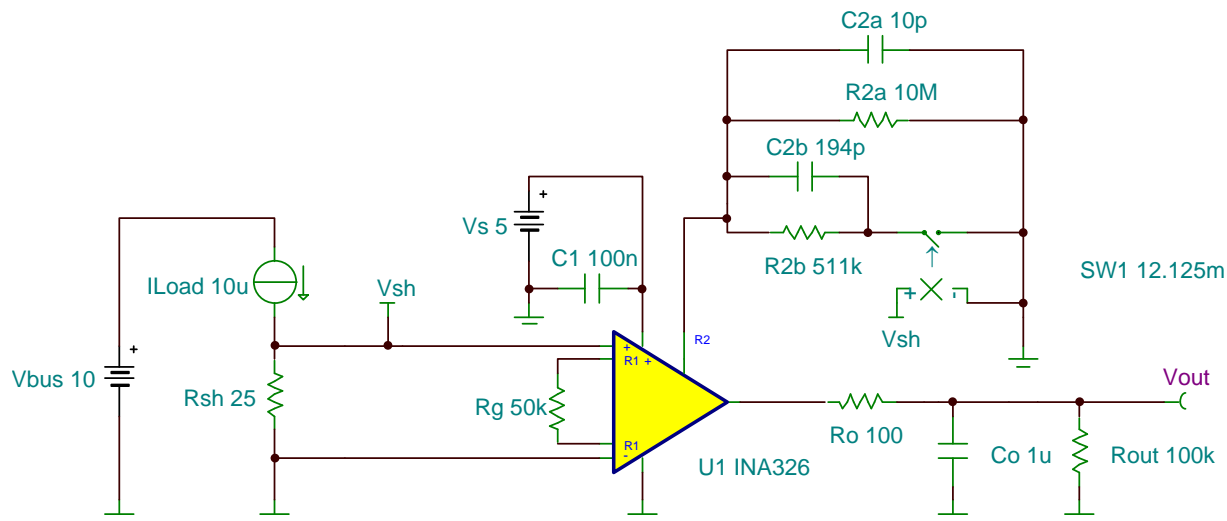 C2a 10p
R2a 10M
C2b 194p
+
Vs 5
C1 100n
R2b 511k
SW1 12.125m
ILoad 10u
Vsh
+ -
Vsh
+
Vbus 10
Rsh 25
Rg 50k
+
R1 +
R2
R1
-
U1 INA326
Ro 100
Vout
Co 1u
Rout 100k